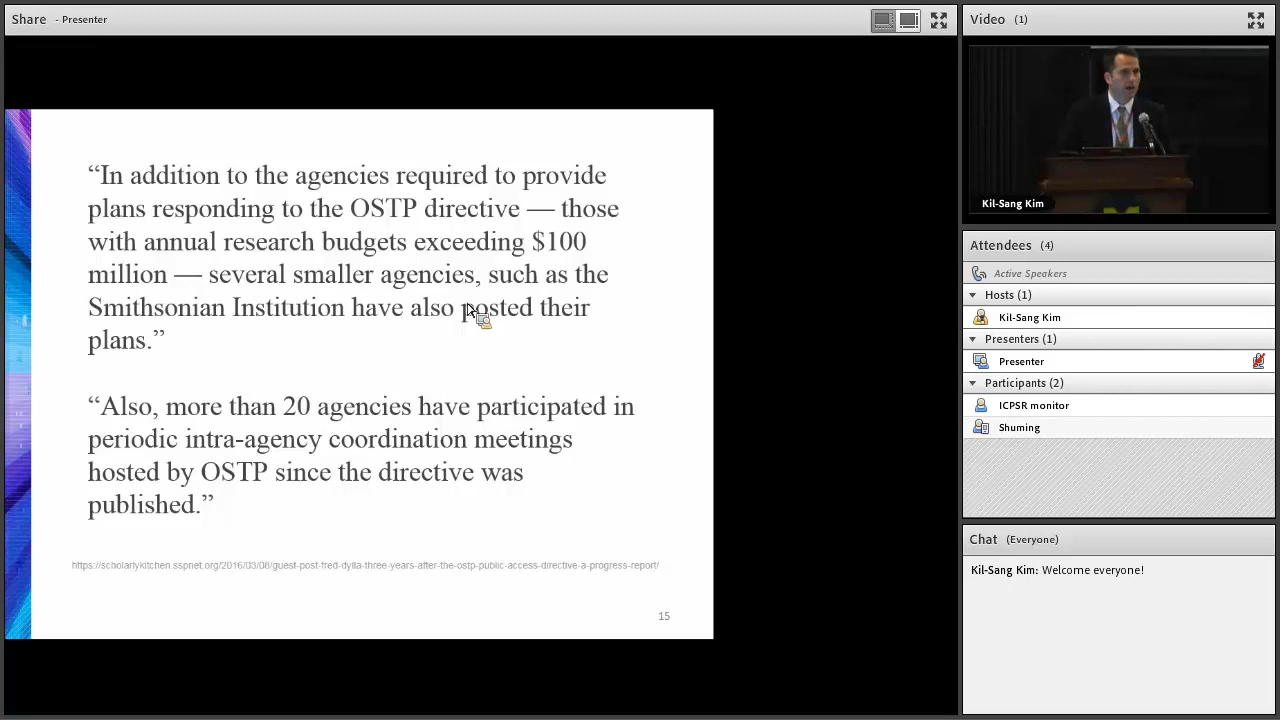 Share - Presenter
“In addition to the agencies required to provide
plans responding to the OSTP directive — those
with annual research budgets exceeding $100
million — several smaller agencies, such as the
Smithsonian Institution have also posted their
plans.”
“Also, more than 20 agencies have participated in
periodic intra-agency coordination meetings
hosted by OSTP since the directive was
published.”
https://scholarlykitchen.sspnet.org/2016/03/08/guest-post-fred-dylla-three-years-after-the-ostp-public-access-directive-a-progress-report/
15
Video (1)
Kil-Sang Kim
Attendees (4)
Active Speakers
Hosts (1)
Kil-Sang Kim
Presenters (1)
Presenter
Participants (2)
ICPSR monitor
Shuming
Chat (Everyone)
Kil-Sang Kim: Welcome everyone!